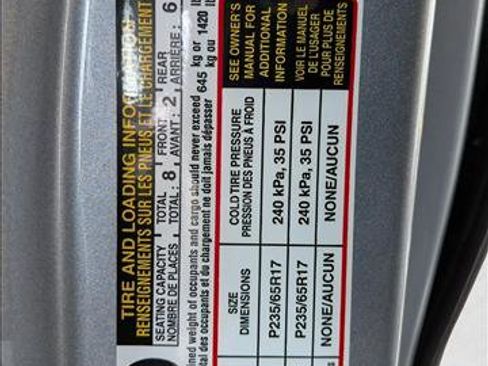 TIRE AND LOADING INFORMATION
RENSEIGNEMENTS SUR LES PNEUS ET LE CHARGEMENT
SEATING CAPACITY TOTAL 8 FRONT 2 REAR 6
NOMBRE DE PLACES TOTAL: AVANT: ARRIÈRE:
weight of occupants and cargo should never exceed 645 kg or 1420
des occupants et du chargement ne doit jamais dépasser kg ou
SIZE
DIMENSIONS
COLD TIRE PRESSURE
PRESSION DES PNEUS À FROID
SEE OWNER'S
MANUAL FOR
ADDITIONAL
INFORMATION
P235/65R17 240 kPa, 35 PSI
P235/65R17 240 kPa, 35 PSI
NONE/AUCUN NONE/AUCUN
VOIR LE MANUEL
DE L'USAGER
POUR PLUS DE
RENSEIGNEMENTS